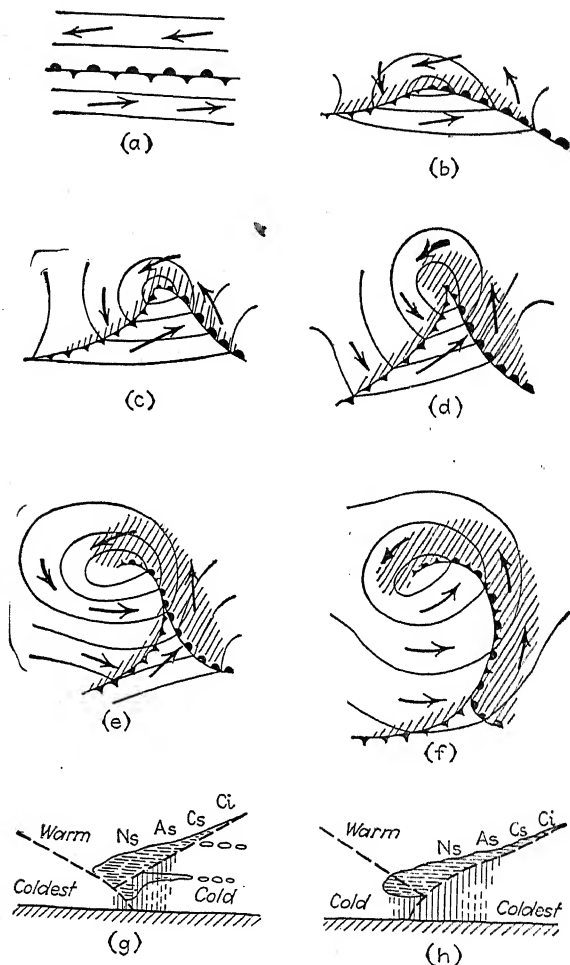 (a)
(b)
(c)
(d)
(e)
(f)
Warm Ns As Cs Ci
Coldest Cold
(g)
Warm Ns As Cs Ci
Cold Coldest
(h)